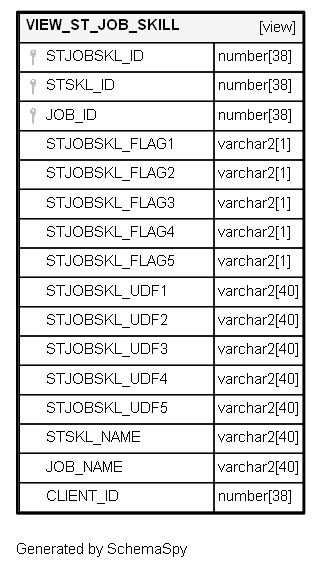 VIEW_ST_JOB_SKILL [view]
STJOBSKL_ID number[38]
STSKL_ID number[38]
JOB_ID number[38]
STJOBSKL_FLAG1 varchar2[1]
STJOBSKL_FLAG2 varchar2[1]
STJOBSKL_FLAG3 varchar2[1]
STJOBSKL_FLAG4 varchar2[1]
STJOBSKL_FLAG5 varchar2[1]
STJOBSKL_UDF1 varchar2[40]
STJOBSKL_UDF2 varchar2[40]
STJOBSKL_UDF3 varchar2[40]
STJOBSKL_UDF4 varchar2[40]
STJOBSKL_UDF5 varchar2[40]
STSKL_NAME varchar2[40]
JOB_NAME varchar2[40]
CLIENT_ID number[38]
Generated by SchemaSpy